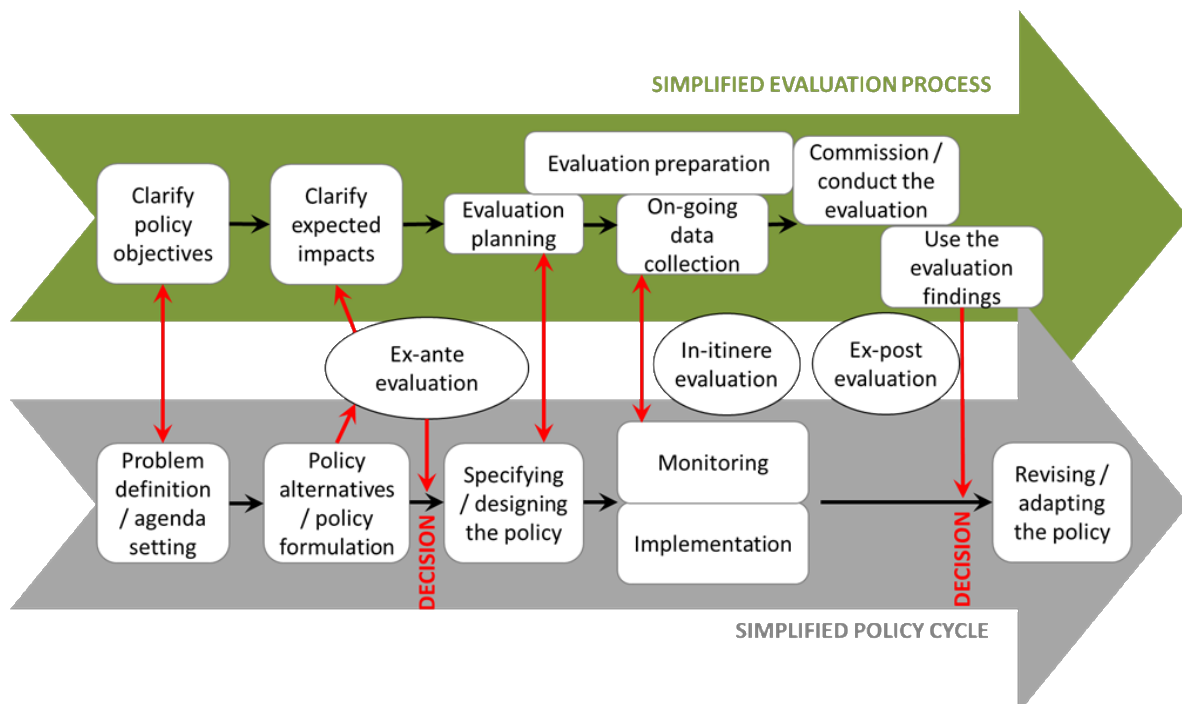 SIMPLIFIED EVALUATION PROCESS
Clarify
policy
objectives
Clarify
expected
impacts
Evaluation preparation
Evaluation
planning
On-going
data
collection
Commission /
conduct the
evaluation
Use the
evaluation
findings
Ex-ante
evaluation
In-itinere
evaluation
Ex-post
evaluation
Problem
definition
/ agenda
setting
Policy
alternatives
/ policy
formulation
DECISION
Specifying
/ designing
the policy
Monitoring
Implementation
DECISION
Revising /
adapting
the policy
SIMPLIFIED POLICY CYCLE